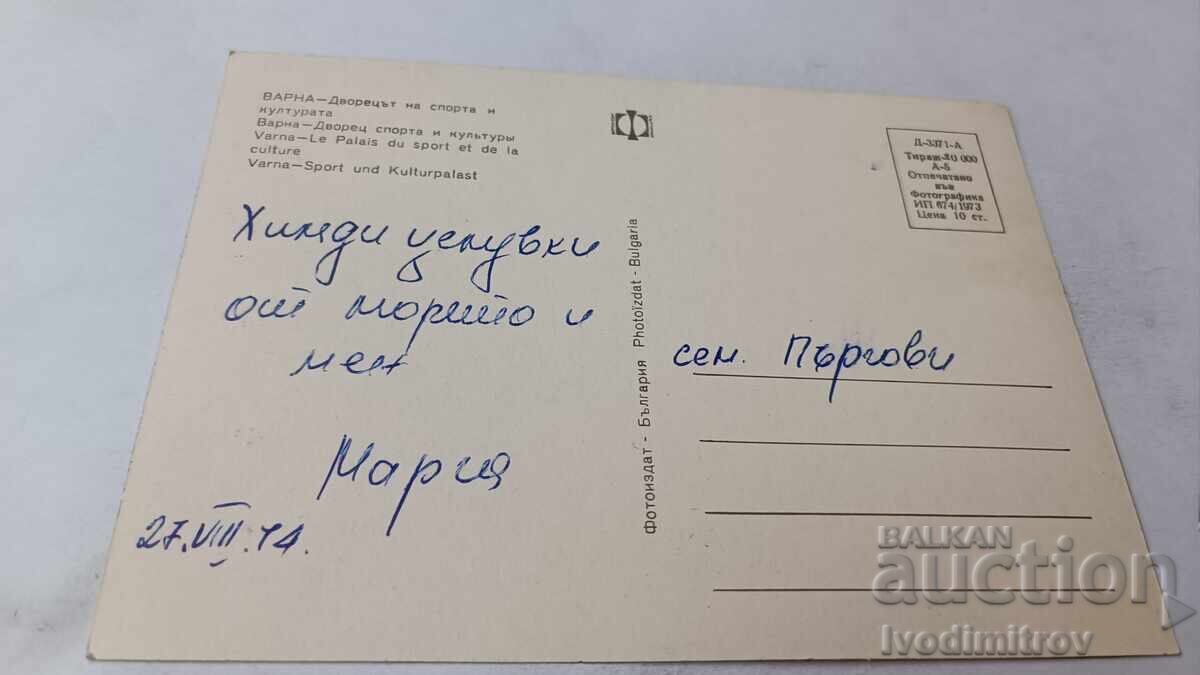 ВАРНА—Дворецът на спорта и
културата
Варна—Дворец спорта и культуры
Varna—Le Palais du sport et de la
culture
Varna—Sport und Kulturpalast
Д-3371-А
Тираж 20 000
А-5
Отпечатано
във
Фотографика
ИП 674/1973
Цена 10 ст.
Хиляди целувки
от морето и
мен
Мария
27.VIII.74.
Фотоиздат - България Photoïzdat - Bulgaria
сем. Пъргови
BALKAN
auction
Ivodimitrov